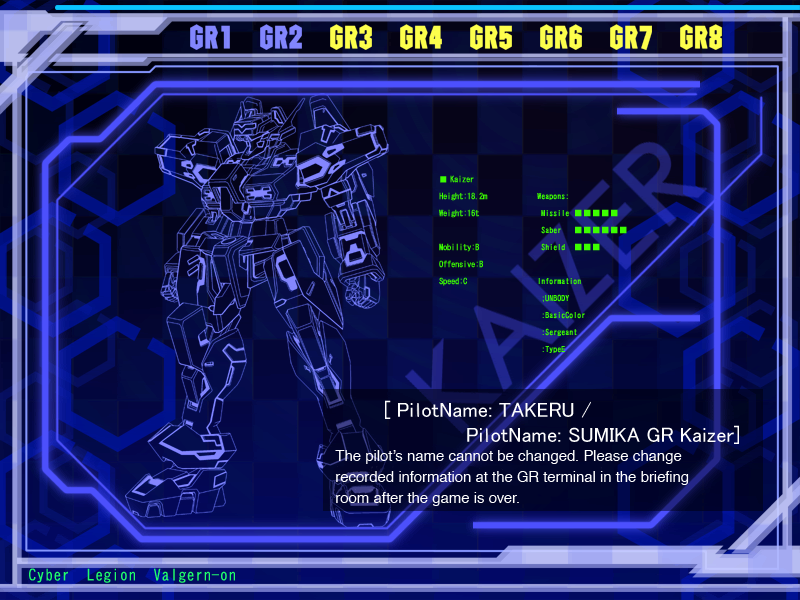 GR1 GR2 GR3 GR4 GR5 GR6 GR7 GR8
KAIZER
■ Kaizer
Height:18.2m
Weight:16t
Mobility:B
Offensive:B
Speed:C
Weapons:
Missile ■■■■■
Saber ■■■■■■
Shield ■■■
Information
:UNBODY
:BasicColor
:Sergeant
:TypeE
[ PilotName: TAKERU /
PilotName: SUMIKA GR Kaizer]
The pilot's name cannot be changed. Please change
recorded information at the GR terminal in the briefing
room after the game is over.
Cyber Legion Valgern-on